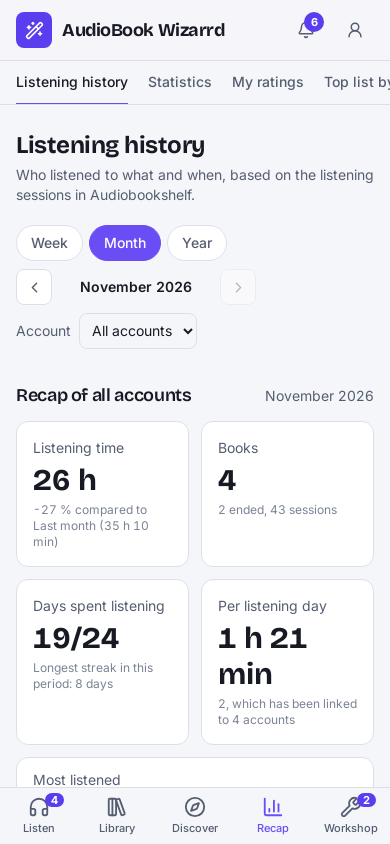 AudioBook Wizarrd
6
Listening history
Statistics
My ratings
Top list by
Listening history
Who listened to what and when, based on the listening
sessions in Audiobookshelf.
Week
Month
Year
November 2026
Account
All accounts
Recap of all accounts
November 2026
Listening time
26 h
-27 % compared to
Last month (35 h 10
min)
Books
4
2 ended, 43 sessions
Days spent listening
19/24
Longest streak in this
period: 8 days
Per listening day
1 h 21
min
2, which has been linked
to 4 accounts
Most listened
4
2
Listen
Library
Discover
Recap
Workshop